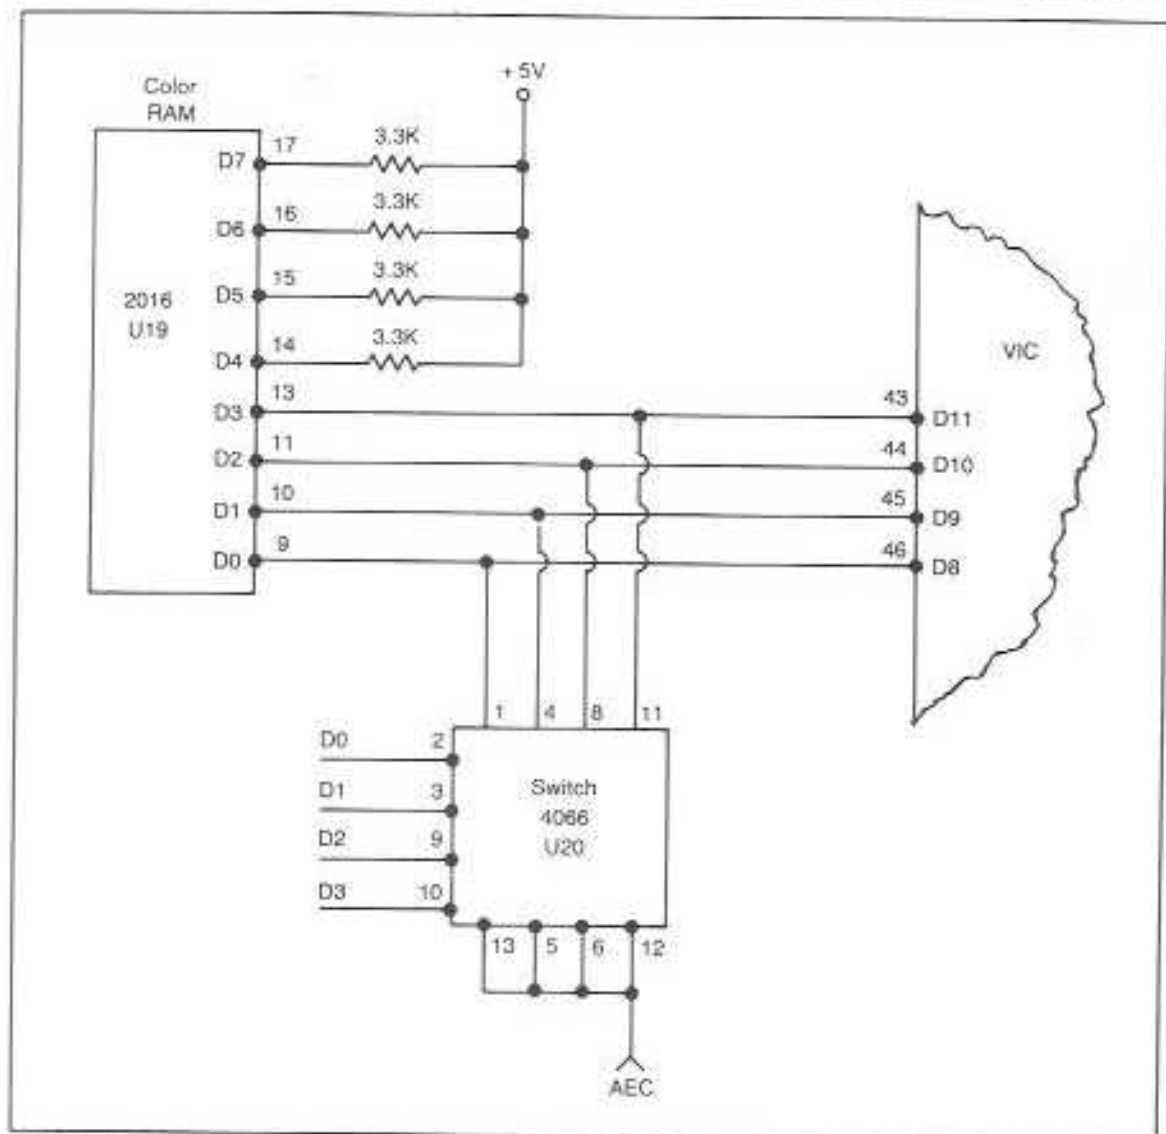 +5V
Color
RAM
D7 17 3.3K
D6 16 3.3K
D5 15 3.3K
D4 14 3.3K
2016
U19
VIC
D3 13 43 D11
D2 11 44 D10
D1 10 45 D9
D0 9 46 D8
1 4 8 11
D0 2
D1 3
D2 9
D3 10
Switch
4066
U20
13 5 6 12
AEC